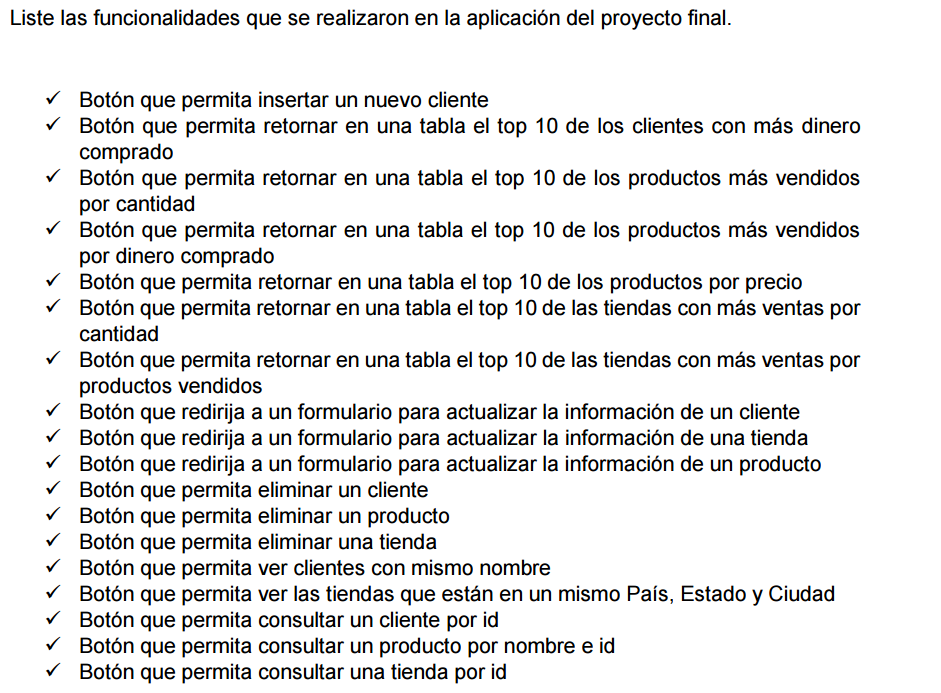 Liste las funcionalidades que se realizaron en la aplicación del proyecto final.
✓ Botón que permita insertar un nuevo cliente
✓ Botón que permita retornar en una tabla el top 10 de los clientes con más dinero
comprado
✓ Botón que permita retornar en una tabla el top 10 de los productos más vendidos
por cantidad
✓ Botón que permita retornar en una tabla el top 10 de los productos más vendidos
por dinero comprado
✓ Botón que permita retornar en una tabla el top 10 de los productos por precio
✓ Botón que permita retornar en una tabla el top 10 de las tiendas con más ventas por
cantidad
✓ Botón que permita retornar en una tabla el top 10 de las tiendas con más ventas por
productos vendidos
✓ Botón que redirija a un formulario para actualizar la información de un cliente
✓ Botón que redirija a un formulario para actualizar la información de una tienda
✓ Botón que redirija a un formulario para actualizar la información de un producto
✓ Botón que permita eliminar un cliente
✓ Botón que permita eliminar un producto
✓ Botón que permita eliminar una tienda
✓ Botón que permita ver clientes con mismo nombre
✓ Botón que permita ver las tiendas que están en un mismo País, Estado y Ciudad
✓ Botón que permita consultar un cliente por id
✓ Botón que permita consultar un producto por nombre e id
✓ Botón que permita consultar una tienda por id